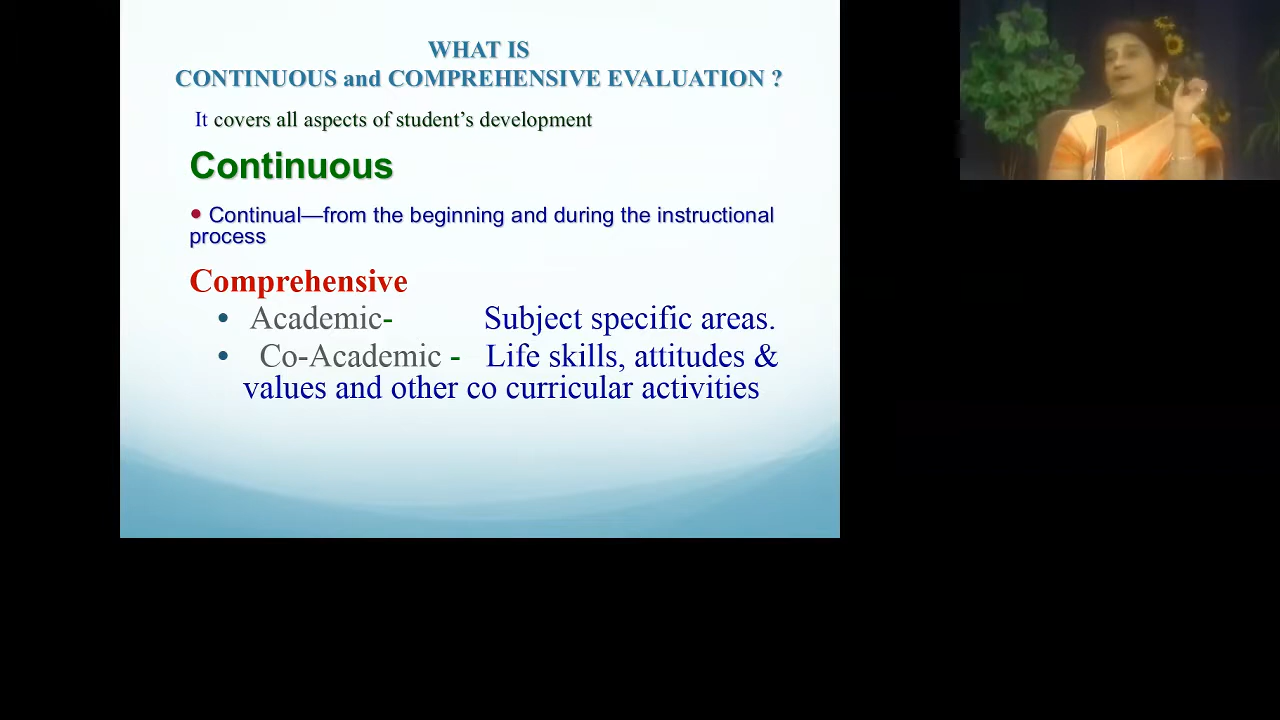 WHAT IS
CONTINUOUS and COMPREHENSIVE EVALUATION ?
It covers all aspects of student’s development
Continuous
• Continual—from the beginning and during the instructional
process
Comprehensive
• Academic- Subject specific areas.
• Co-Academic - Life skills, attitudes &
values and other co curricular activities